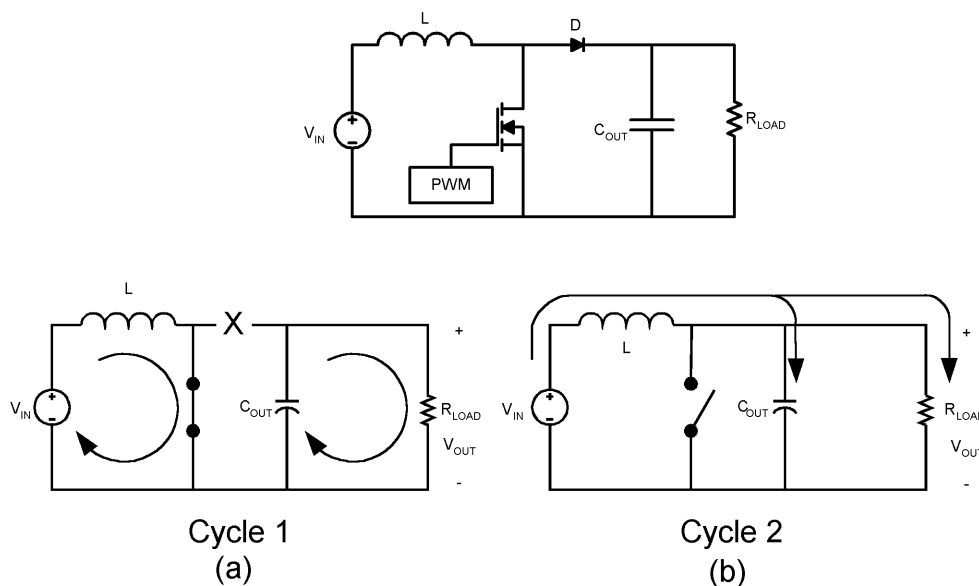 L
D
V_IN
+
-
PWM
C_OUT
R_LOAD
L
X
+
V_IN
+
-
C_OUT
R_LOAD
V_OUT
-
Cycle 1
(a)
L
+
V_IN
+
-
C_OUT
R_LOAD
V_OUT
-
Cycle 2
(b)